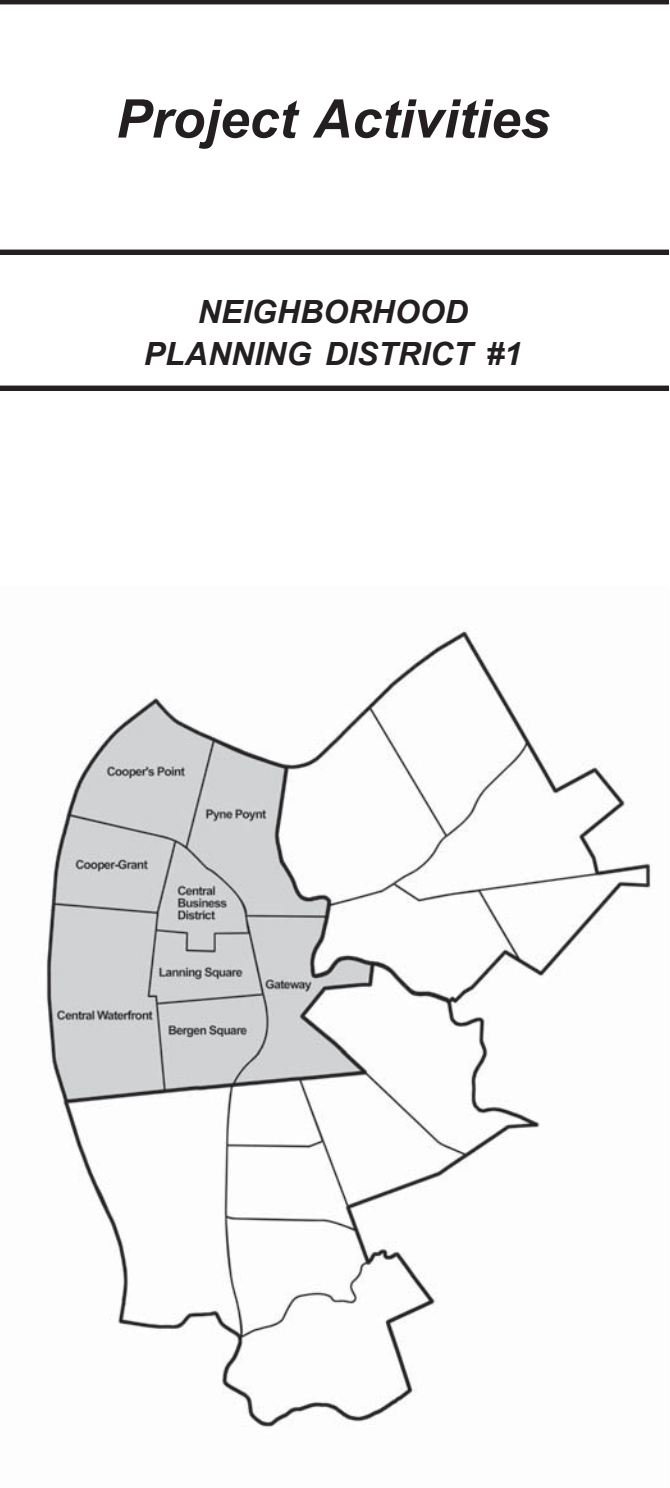 Project Activities
NEIGHBORHOOD
PLANNING DISTRICT #1
Cooper's Point
Pyne Poynt
Cooper-Grant
Central
Business
District
Lanning Square
Gateway
Central Waterfront
Bergen Square